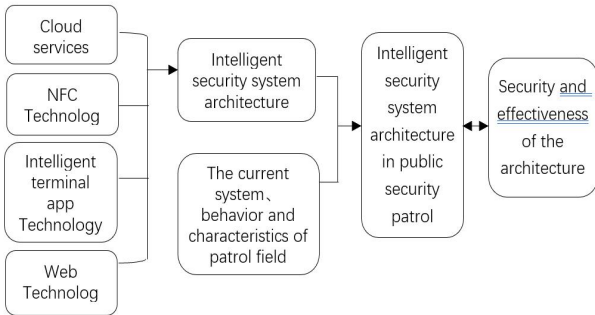 Cloud
services
NFC
Technolog
Intelligent
terminal
app
Technology
Web
Technolog
Intelligent
security system
architecture
The current
system、
behavior and
characteristics of
patrol field
Intelligent
security
system
architecture
in public
security
patrol
Security and
effectiveness
of the
architecture